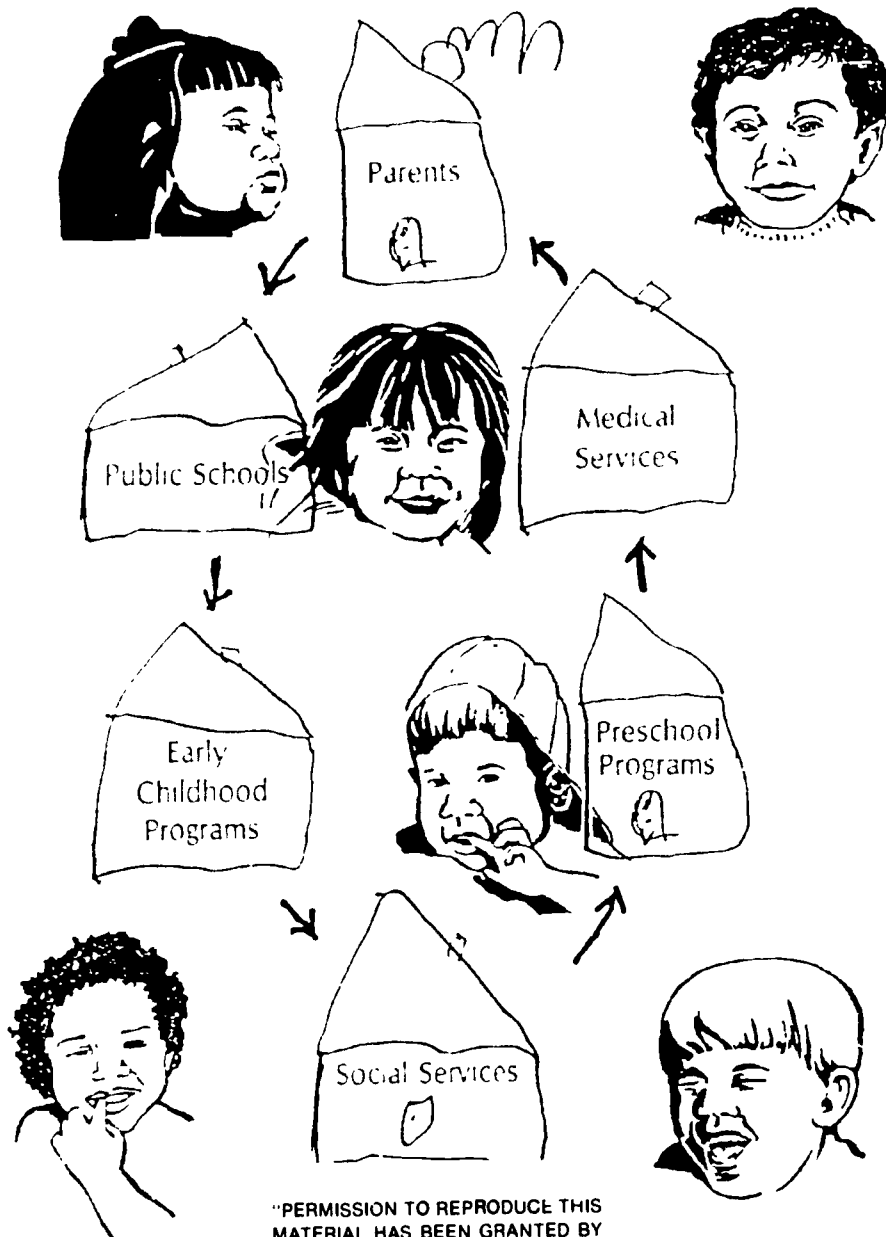 Parents
Public Schools
Medical
Services
Early
Childhood
Programs
Preschool
Programs
Social Services
"PERMISSION TO REPRODUCE THIS
MATERIAL HAS BEEN GRANTED BY